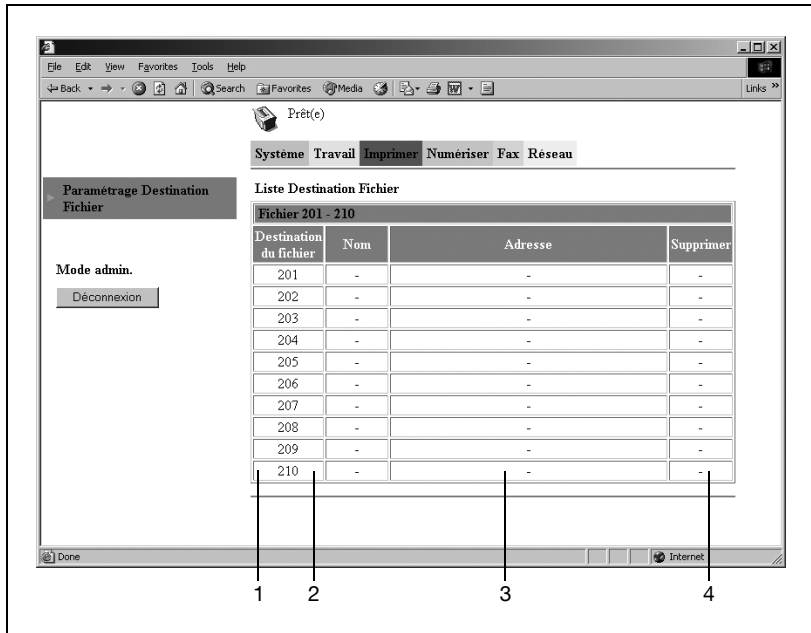 File Edit View Favorites Tools Help
Back Search Favorites Media Links »
Prêt(e)
Système Travail Imprimer Numériser Fax Réseau
Paramétrage Destination
Fichier
Mode admin.
Déconnexion
Liste Destination Fichier
Fichier 201 - 210
Destination du fichier Nom Adresse Supprimer
201 - - -
202 - - -
203 - - -
204 - - -
205 - - -
206 - - -
207 - - -
208 - - -
209 - - -
210 - - -
Done Internet
1 2 3 4